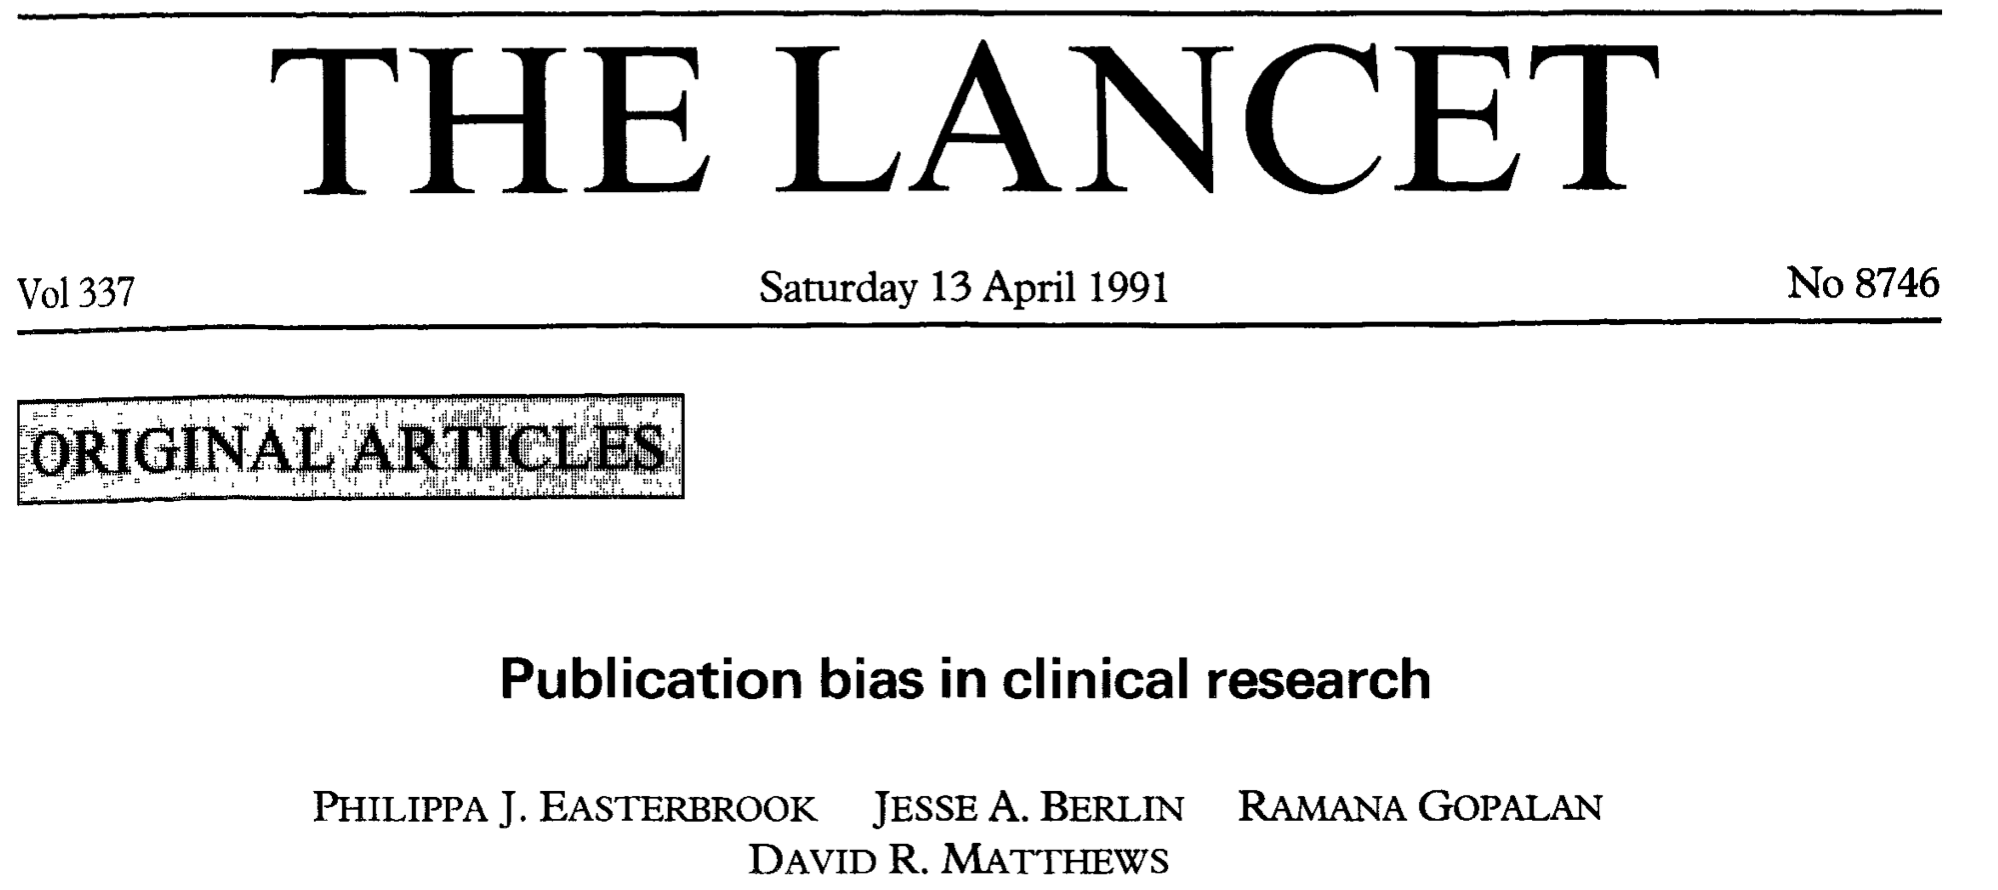 THE LANCET
Vol 337 Saturday 13 April 1991 No 8746
ORIGINAL ARTICLES
Publication bias in clinical research
PHILIPPA J. EASTERBROOK JESSE A. BERLIN RAMANA GOPALAN
DAVID R. MATTHEWS